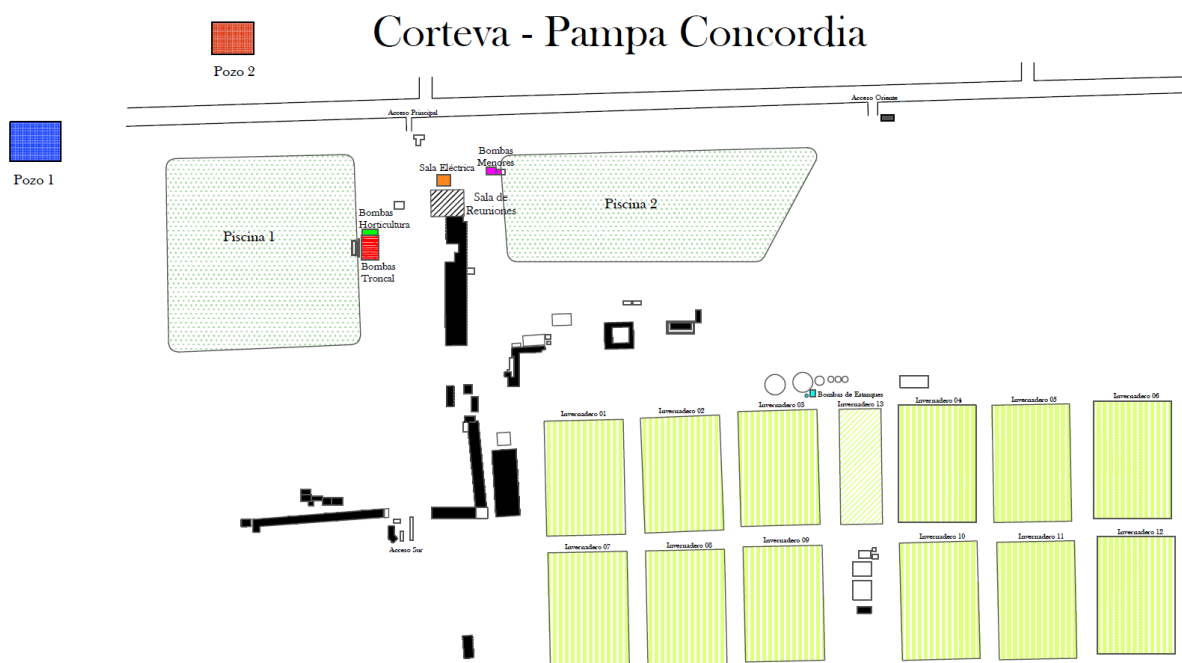 Corteva - Pampa Concordia
Pozo 2
Acceso Oriente
Acceso Principal
Pozo 1
Bombas
Menores
Sala Eléctrica
Sala de
Reuniones
Piscina 2
Bombas
Horticultura
Piscina 1
Bombas
Troncal
Bombas de Estanques
Invernadero 01
Invernadero 02
Invernadero 03
Invernadero 13
Invernadero 04
Invernadero 05
Invernadero 06
Acceso Sur
Invernadero 07
Invernadero 08
Invernadero 09
Invernadero 10
Invernadero 11
Invernadero 12